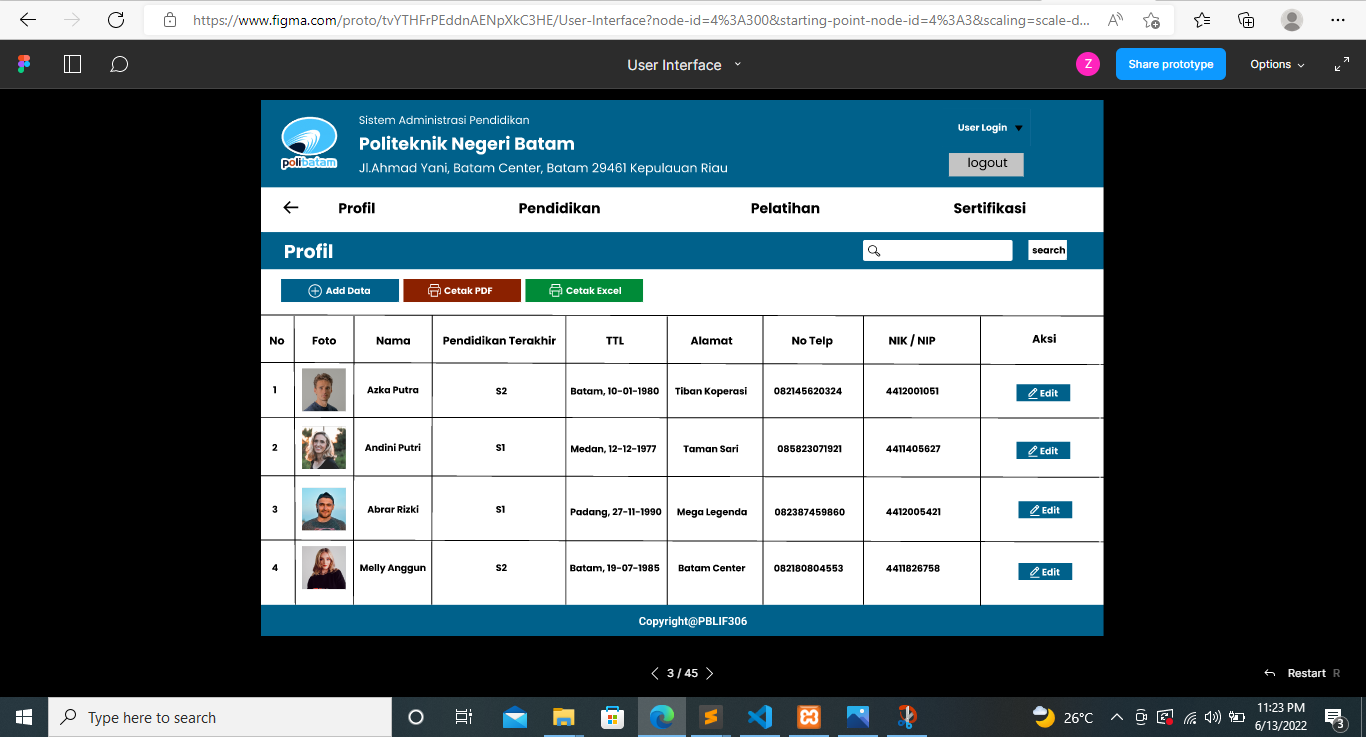 https://www.figma.com/proto/tvYTHFrPEddnAENpXkC3HE/User-Interface?node-id=4%3A300&starting-point-node-id=4%3A3&scaling=scale-d...
User Interface
Z
Share prototype
Options
Sistem Administrasi Pendidikan
Politeknik Negeri Batam
Jl.Ahmad Yani, Batam Center, Batam 29461 Kepulauan Riau
polibatam
User Login
logout
Profil Pendidikan Pelatihan Sertifikasi
Profil
search
Add Data Cetak PDF Cetak Excel
No Foto Nama Pendidikan Terakhir TTL Alamat No Telp NIK / NIP Aksi
1 Azka Putra S2 Batam, 10-01-1980 Tiban Koperasi 082145620324 4412001051 Edit
2 Andini Putri S1 Medan, 12-12-1977 Taman Sari 085823071921 4411405627 Edit
3 Abrar Rizki S1 Padang, 27-11-1990 Mega Legenda 082387459860 4412005421 Edit
4 Melly Anggun S2 Batam, 19-07-1985 Batam Center 082180804553 4411826758 Edit
Copyright@PBLIF306
3 / 45
Restart R
Type here to search
26°C
11:23 PM
6/13/2022
3